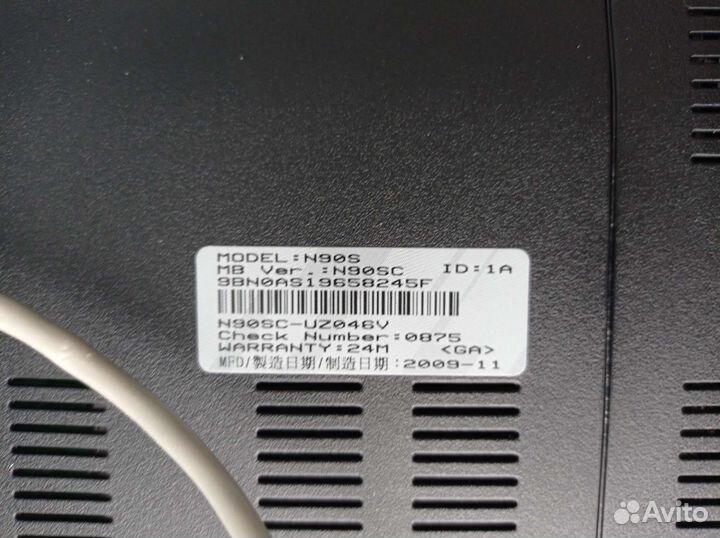 MODEL:N90S
MB Ver.:N90SC ID:1A
9BN0AS19658245F
N90SC-UZ046V
Check Number:0875
WARRANTY:24M <GA>
MFD/製造日期/制造日期:2009-11
Avito